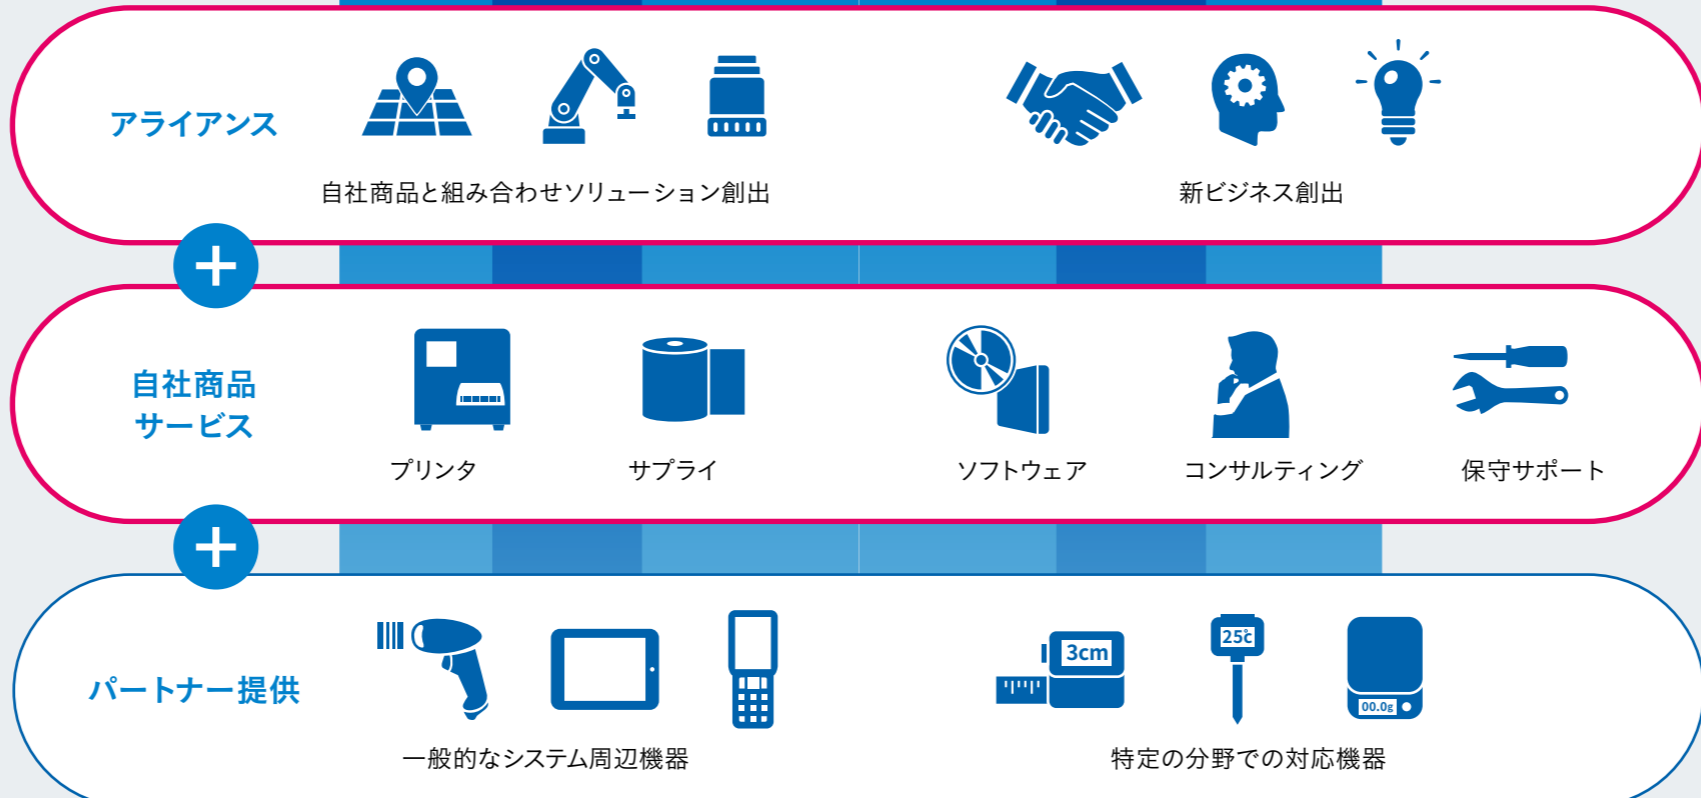 アライアンス
自社商品と組み合わせソリューション創出
新ビジネス創出
+
自社商品
サービス
プリンタ
サプライ
ソフトウェア
コンサルティング
保守サポート
+
パートナー提供
3cm
25℃
00.0g
一般的なシステム周辺機器
特定の分野での対応機器